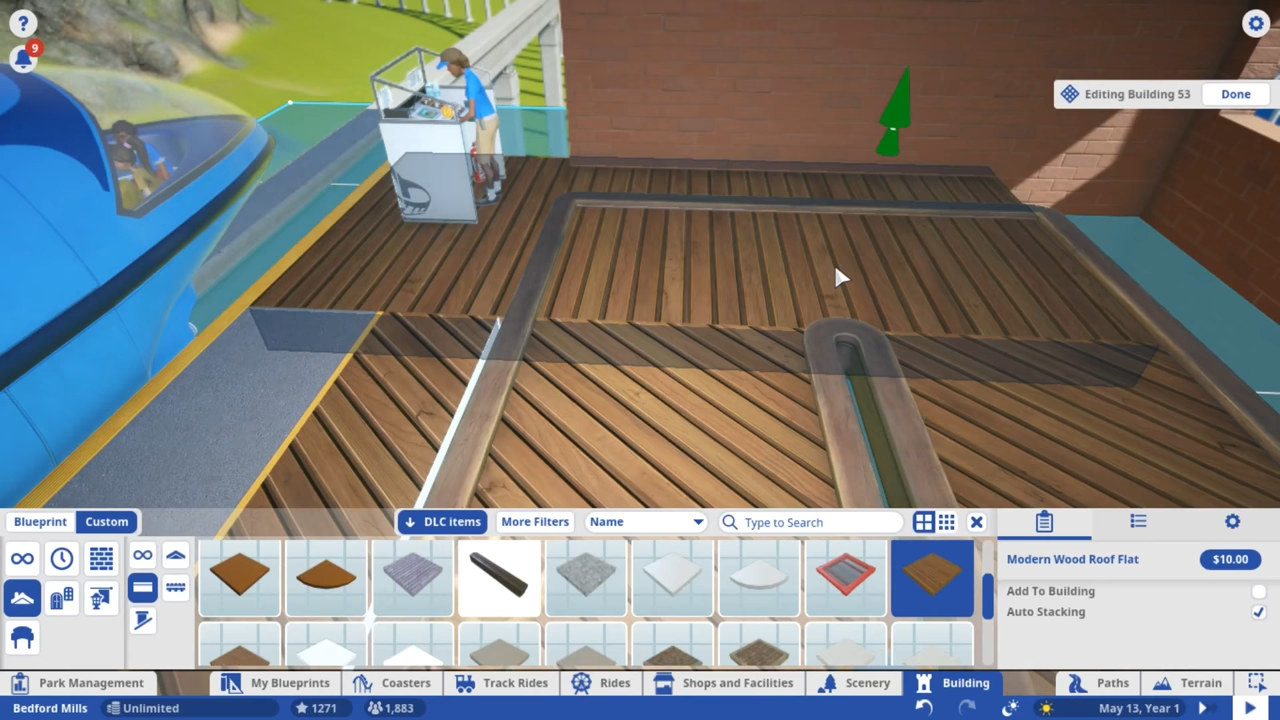 ?
9
Editing Building 53
Done
Blueprint
Custom
DLC items
More Filters
Name
Type to Search
Modern Wood Roof Flat
$10.00
Add To Building
Auto Stacking
Park Management
My Blueprints
Coasters
Track Rides
Rides
Shops and Facilities
Scenery
Building
Paths
Terrain
Bedford Mills
Unlimited
1271
1,883
May 13, Year 1